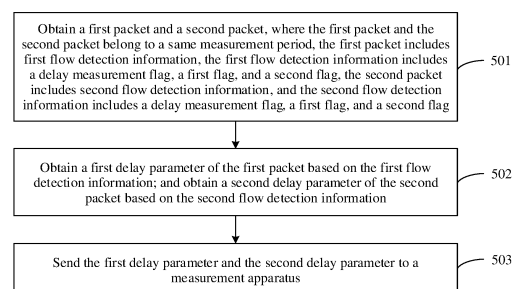 Obtain a first packet and a second packet, where the first packet and the
second packet belong to a same measurement period, the first packet includes
first flow detection information, the first flow detection information includes
a delay measurement flag, a first flag, and a second flag, the second packet
includes second flow detection information, and the second flow detection
information includes a delay measurement flag, a first flag, and a second flag
501
Obtain a first delay parameter of the first packet based on the first flow
detection information; and obtain a second delay parameter of the second
packet based on the second flow detection information
502
Send the first delay parameter and the second delay parameter to a
measurement apparatus
503